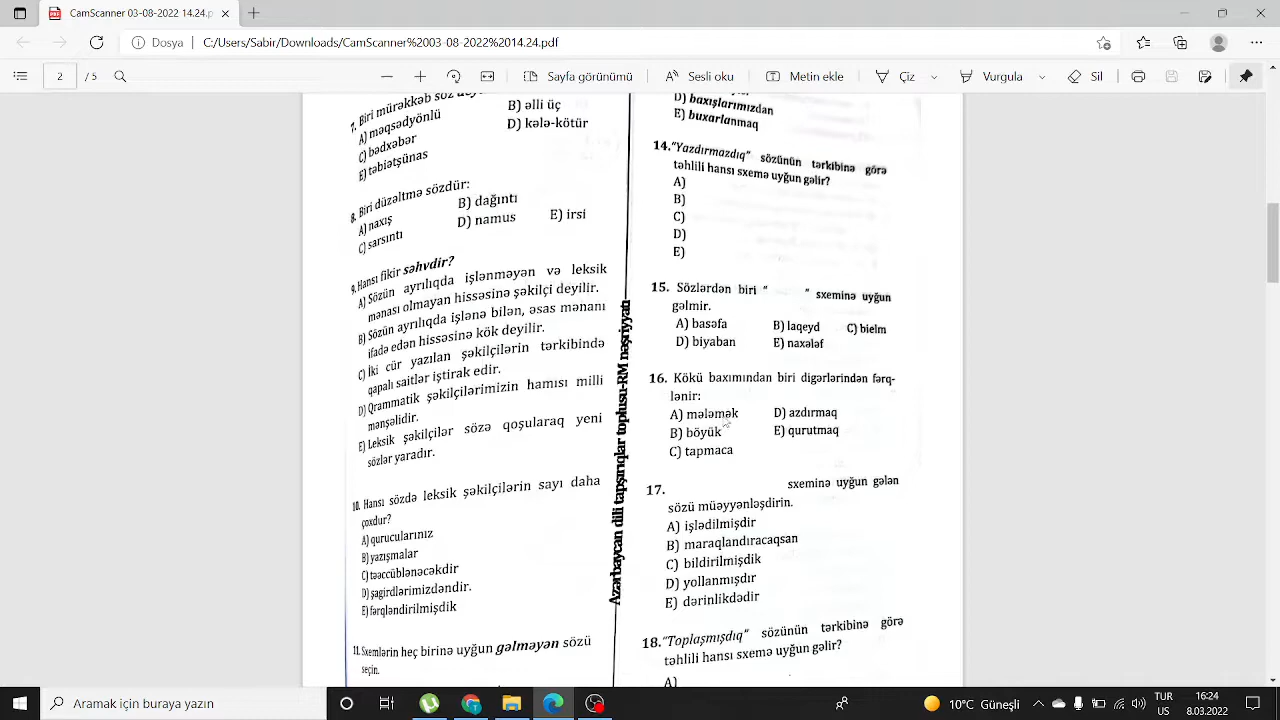 CamScanner 03-08-2022 14.24.p
Dosya
C:/Users/Sabir/Downloads/CamScanner%2003-08-2022%2014.24.pdf
2 / 5
Sayfa görünümü
Sesli oku
Metin ekle
Çiz
Vurgula
Sil
7. Biri mürəkkəb söz
A) məqsədyönlü
B) əlli üç
C) bədxəbər
D) kələ-kötür
E) təbiətşünas
8. Biri düzəltmə sözdür:
A) naxış
B) dağıntı
C) sarsıntı
D) namus
E) irsi
9.Hansı fikir səhvdir?
A) Sözün ayrılıqda işlənməyən və leksik
mənası olmayan hissəsinə şəkilçi deyilir.
B) Sözün ayrılıqda işlənə bilən, əsas mənanı
ifadə edən hissəsinə kök deyilir.
C) İki cür yazılan şəkilçilərin tərkibində
qapalı saitlər iştirak edir.
D) Qrammatik şəkilçilərimizin hamısı milli
mənşəlidir.
E) Leksik şəkilçilər sözə qoşularaq yeni
sözlər yaradır.
10. Hansı sözdə leksik şəkilçilərin sayı daha
çoxdur?
A) qurucularınız
B) yazışmalar
C) təəccüblənəcəkdir
D) şagirdlərimizdəndir.
E) fərqləndirilmişdik
11. Sxemlərin heç birinə uyğun gəlməyən sözü
seçin.
Azərbaycan dili tapşırıqlar toplusu-RM nəşriyyatı
D) baxışlarımızdan
E) buxarlanmaq
14."Yazdırmazdıq" sözünün tərkibinə görə
təhlili hansı sxemə uyğun gəlir?
A)
B)
C)
D)
E)
15. Sözlərdən biri " " sxeminə uyğun
gəlmir.
A) basəfa
B) laqeyd
C) bielm
D) biyaban
E) naxələf
16. Kökü baxımından biri digərlərindən fərq-
lənir:
A) mələmək
D) azdırmaq
B) böyük
E) qurutmaq
C) tapmaca
17. sxeminə uyğun gələn
sözü müəyyənləşdirin.
A) işlədilmişdir
B) maraqlandıracaqsan
C) bildirilmişdik
D) yollanmışdır
E) dərinlikdədir
18."Toplaşmışdıq" sözünün tərkibinə görə
təhlili hansı sxemə uyğun gəlir?
A)
Aramak için buraya yazın
10°C Güneşli
TUR
US
16:24
8.03.2022